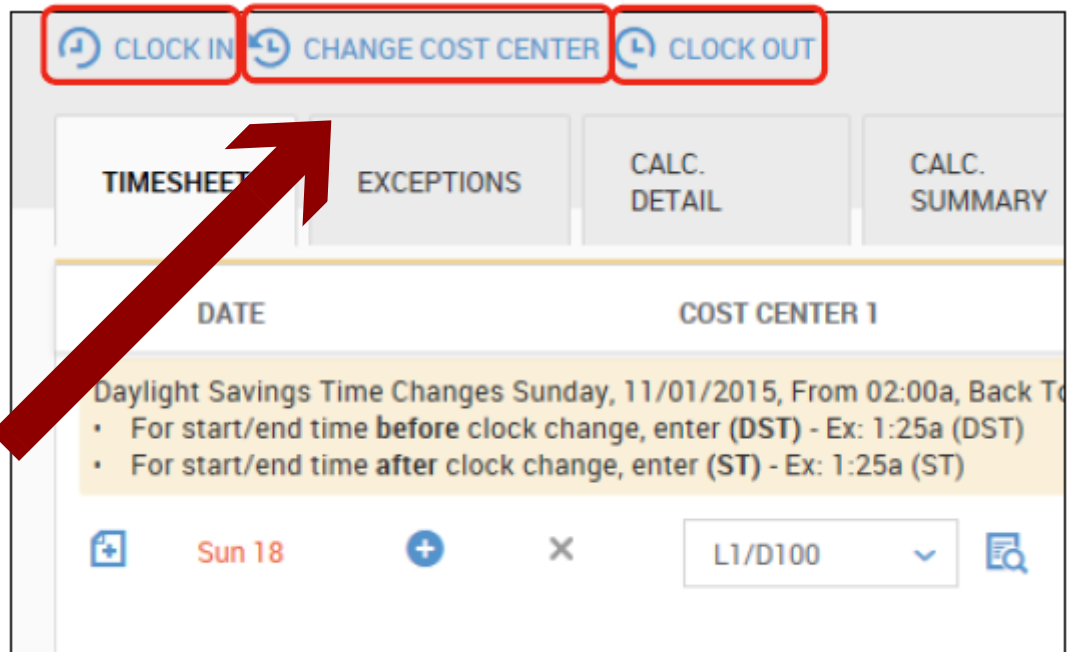 CLOCK IN CHANGE COST CENTER CLOCK OUT
TIMESHEET EXCEPTIONS CALC. DETAIL CALC. SUMMARY
DATE COST CENTER 1
Daylight Savings Time Changes Sunday, 11/01/2015, From 02:00a, Back
• For start/end time before clock change, enter (DST) - Ex: 1:25a (DST)
• For start/end time after clock change, enter (ST) - Ex: 1:25a (ST)
Sun 18 L1/D100